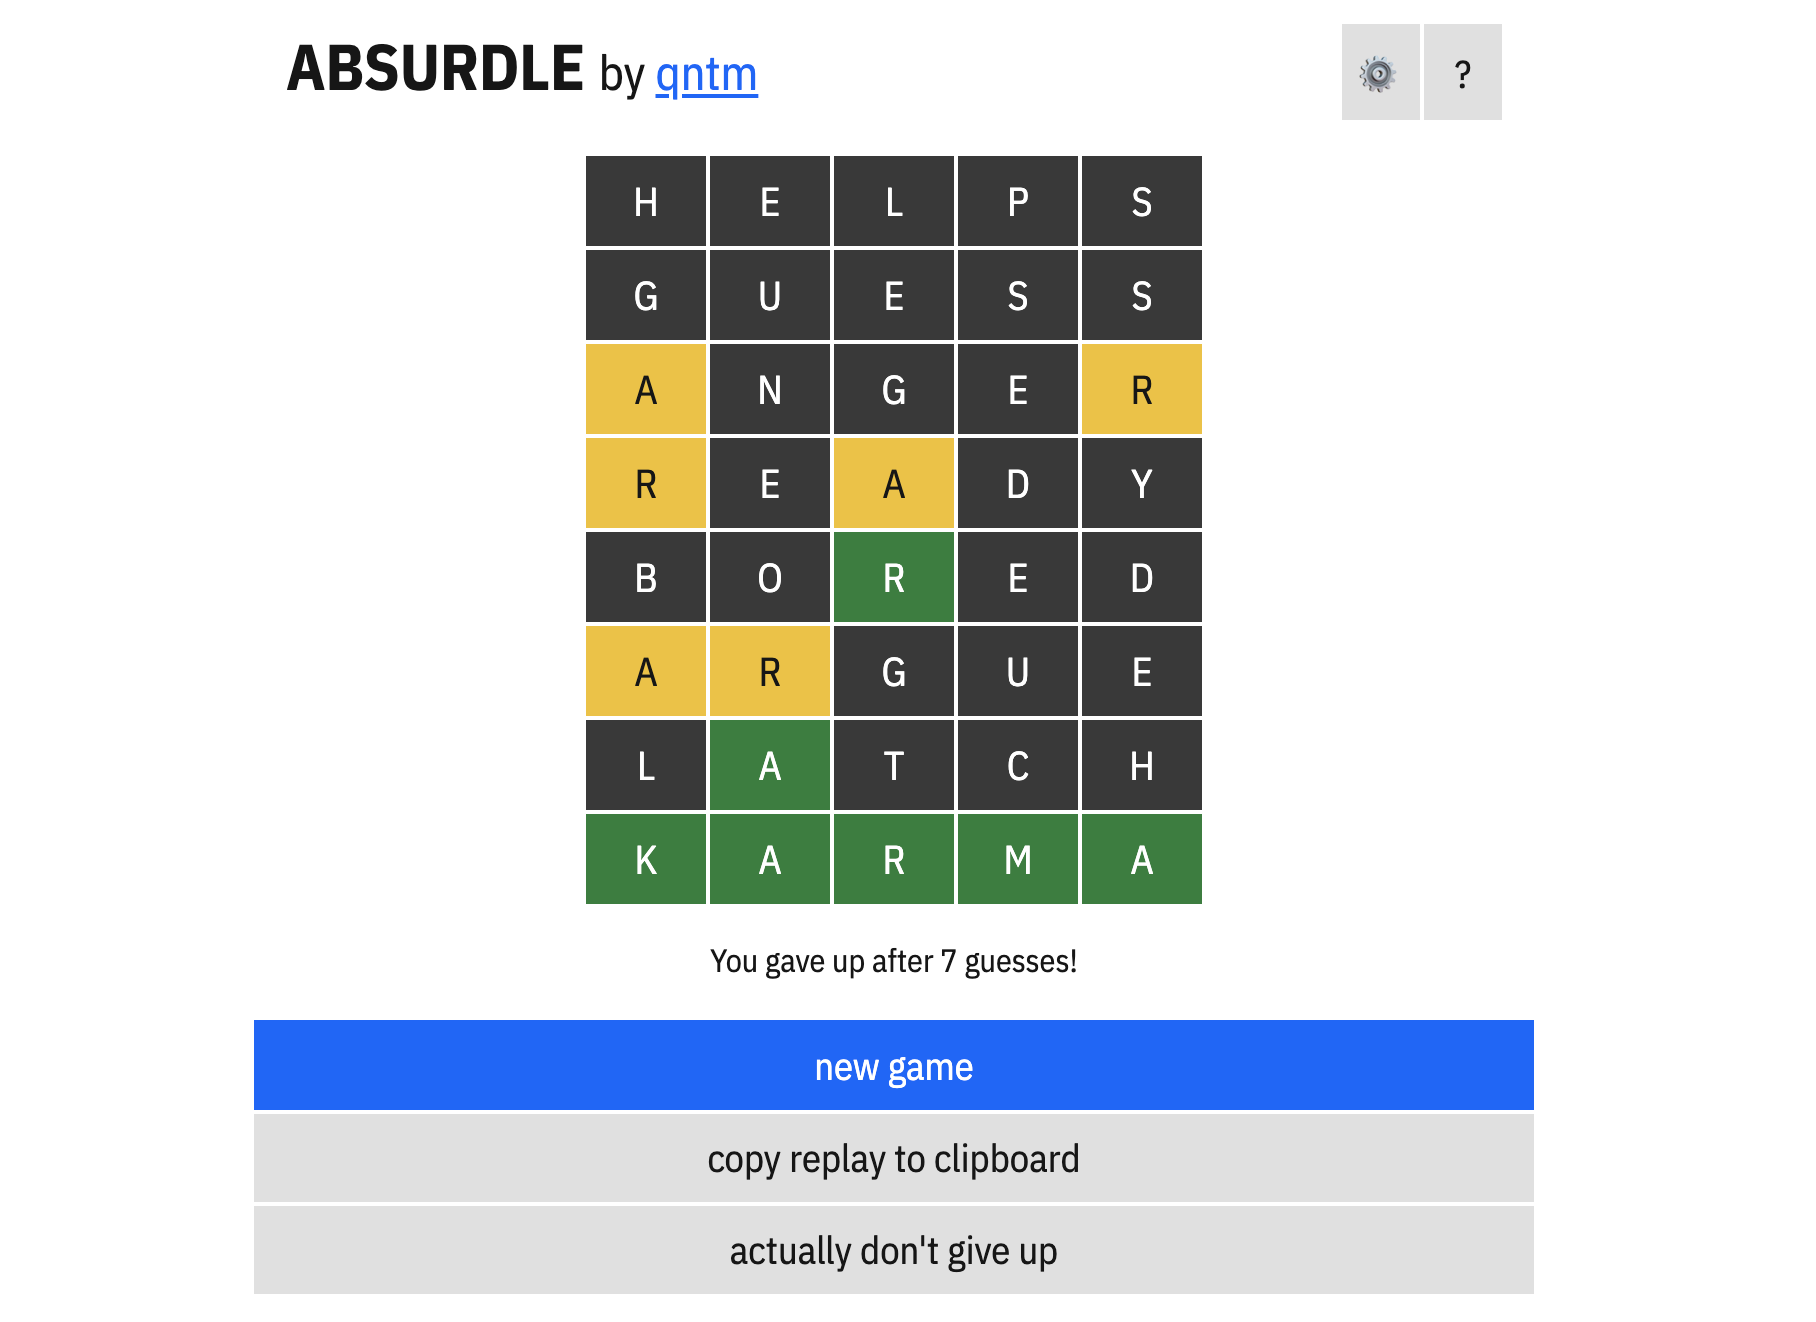 ABSURDLE by qntm
?
H E L P S
G U E S S
A N G E R
R E A D Y
B O R E D
A R G U E
L A T C H
K A R M A
You gave up after 7 guesses!
new game
copy replay to clipboard
actually don't give up